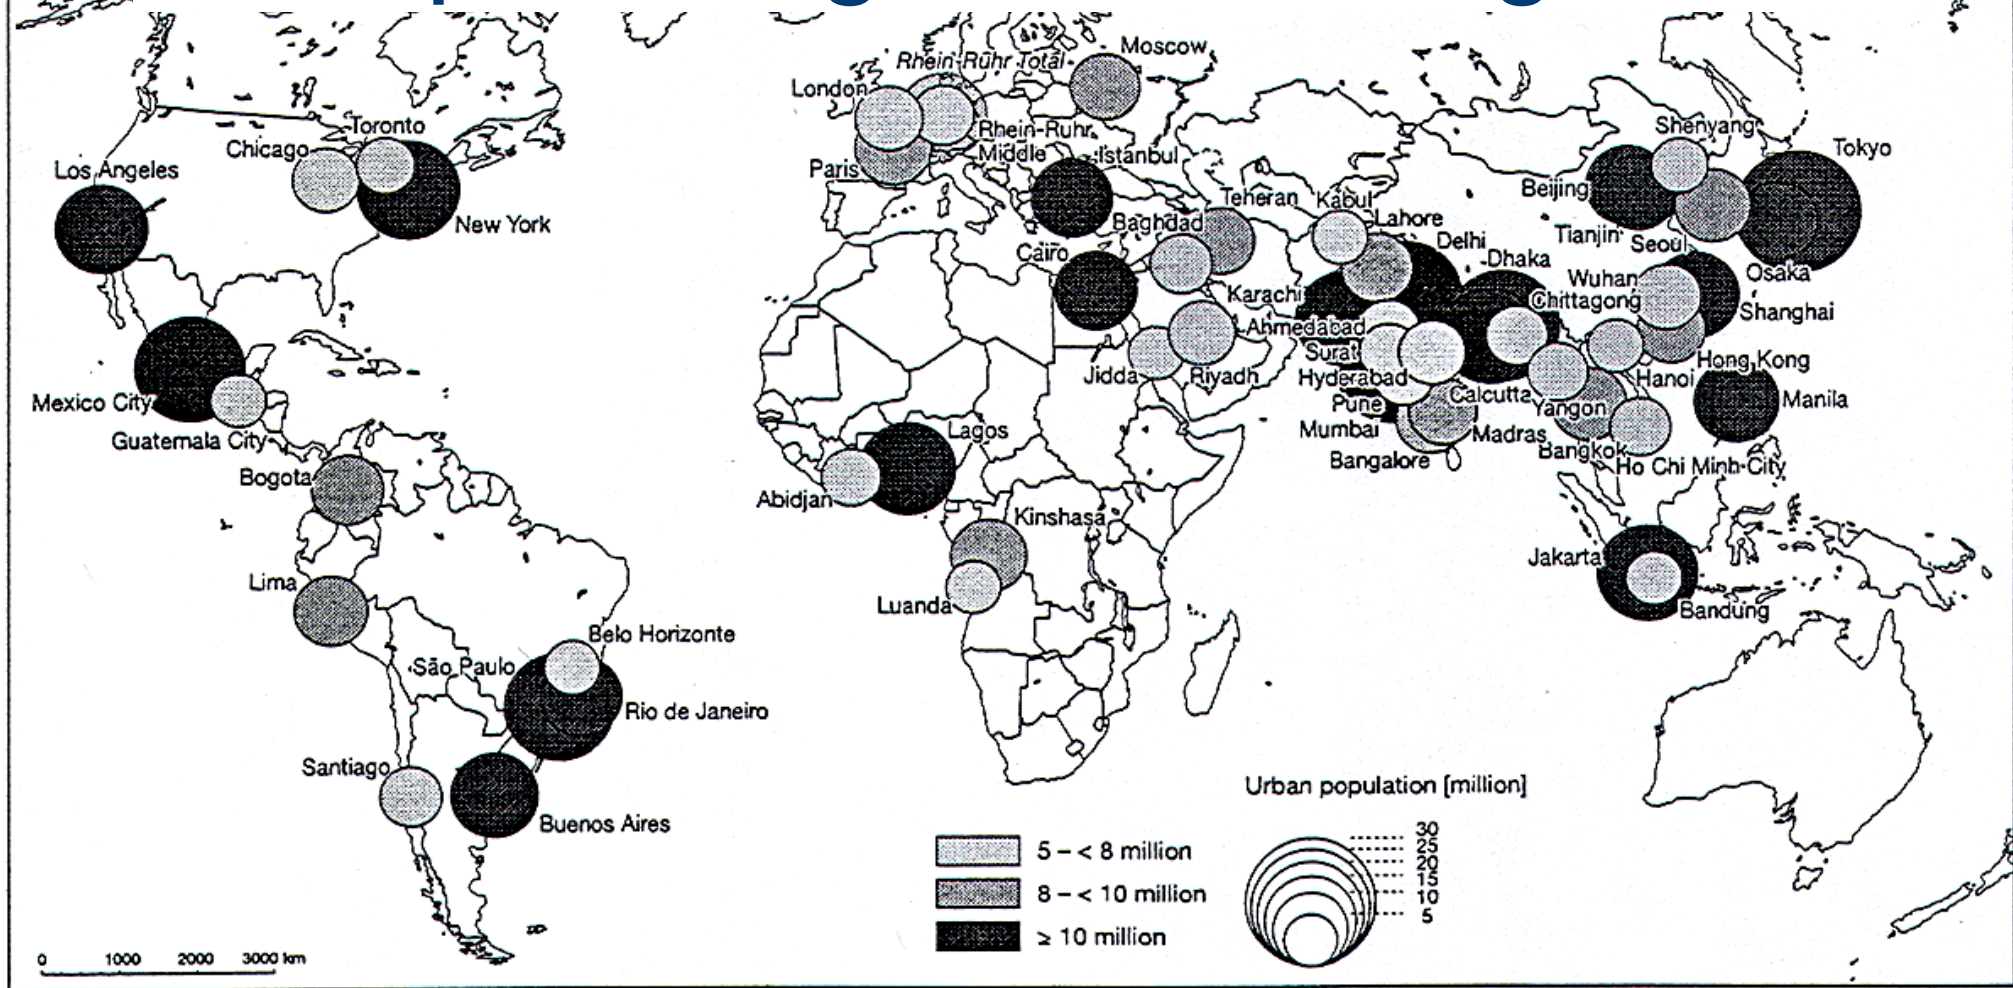 Rhein-Ruhr Total
Moscow
London
Rhein-Ruhr
Middle
Paris
Istanbul
Chicago
Toronto
Los Angeles
New York
Shenyang
Tokyo
Beijing
Tianjin
Seoul
Osaka
Teheran
Kabul
Baghdad
Lahore
Delhi
Cairo
Dhaka
Karachi
Wuhan
Chittagong
Shanghai
Ahmedabad
Surat
Hong Kong
Jidda
Riyadh
Hyderabad
Hanoi
Pune
Calcutta
Yangon
Manila
Mumbai
Madras
Bangkok
Bangalore
Ho Chi Minh-City
Mexico City
Guatemala City
Bogota
Lagos
Abidjan
Kinshasa
Luanda
Jakarta
Bandung
Lima
Belo Horizonte
São Paulo
Rio de Janeiro
Santiago
Buenos Aires
Urban population [million]
5 – < 8 million
8 – < 10 million
≥ 10 million
30
25
20
15
10
5
0 1000 2000 3000 km